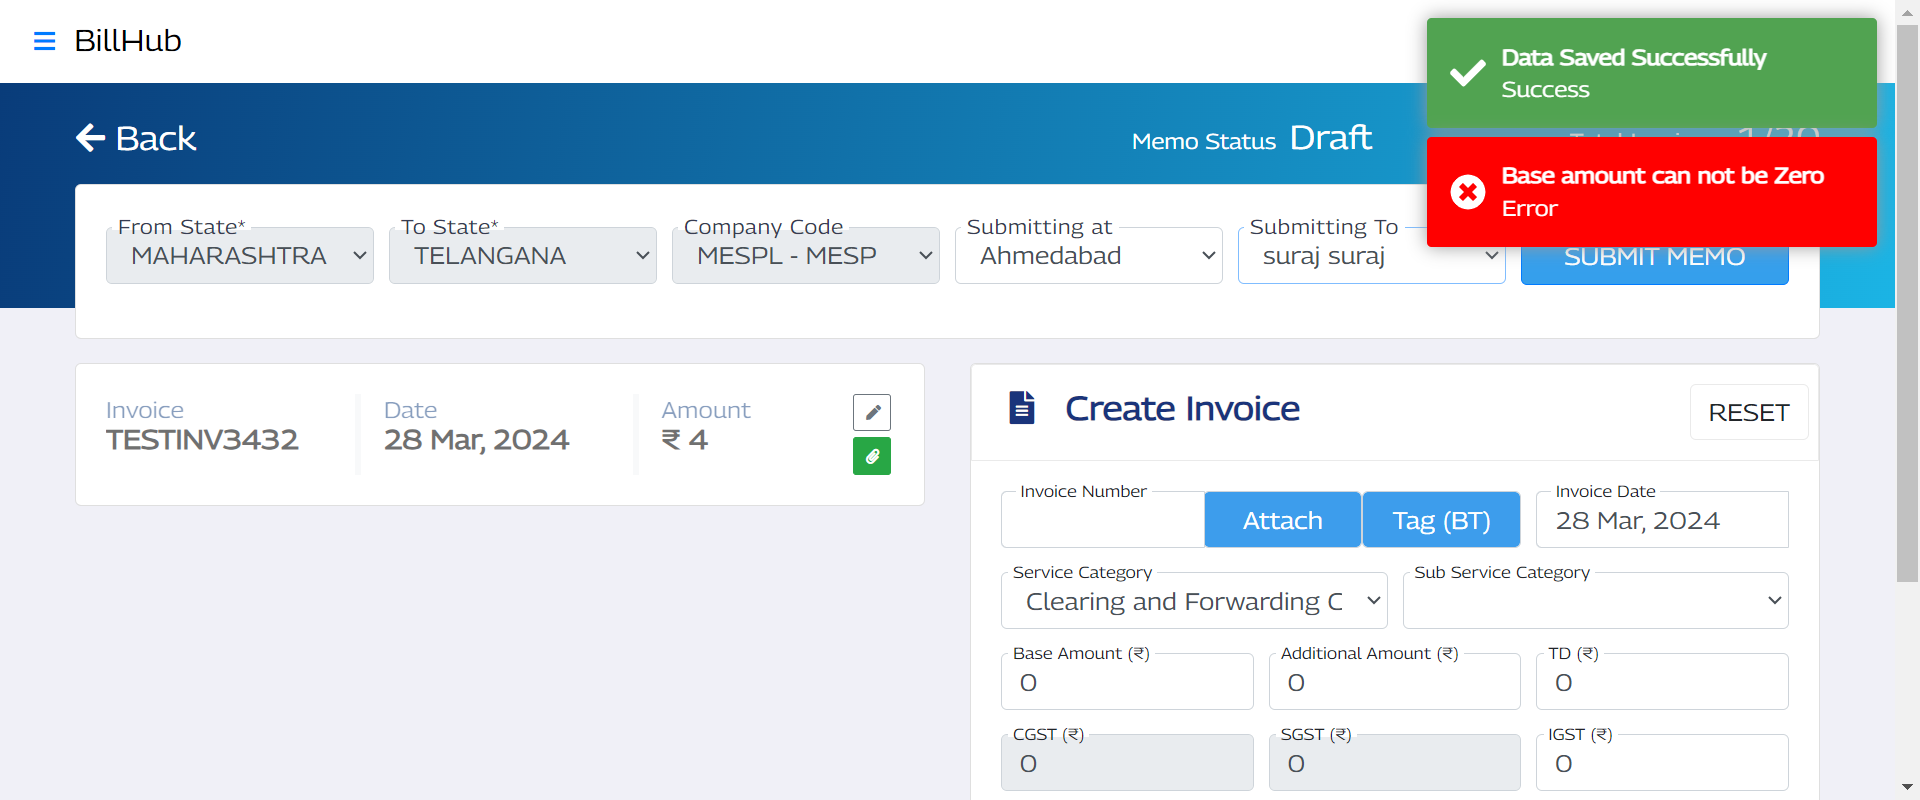 BillHub
Data Saved Successfully
Success
Back
Memo Status Draft
Base amount can not be Zero
Error
From State*
MAHARASHTRA
To State*
TELANGANA
Company Code
MESPL - MESP
Submitting at
Ahmedabad
Submitting To
suraj suraj
SUBMIT MEMO
Invoice
TESTINV3432
Date
28 Mar, 2024
Amount
₹ 4
Create Invoice
RESET
Invoice Number
Attach
Tag (BT)
Invoice Date
28 Mar, 2024
Service Category
Clearing and Forwarding C
Sub Service Category
Base Amount (₹)
0
Additional Amount (₹)
0
TD (₹)
0
CGST (₹)
0
SGST (₹)
0
IGST (₹)
0